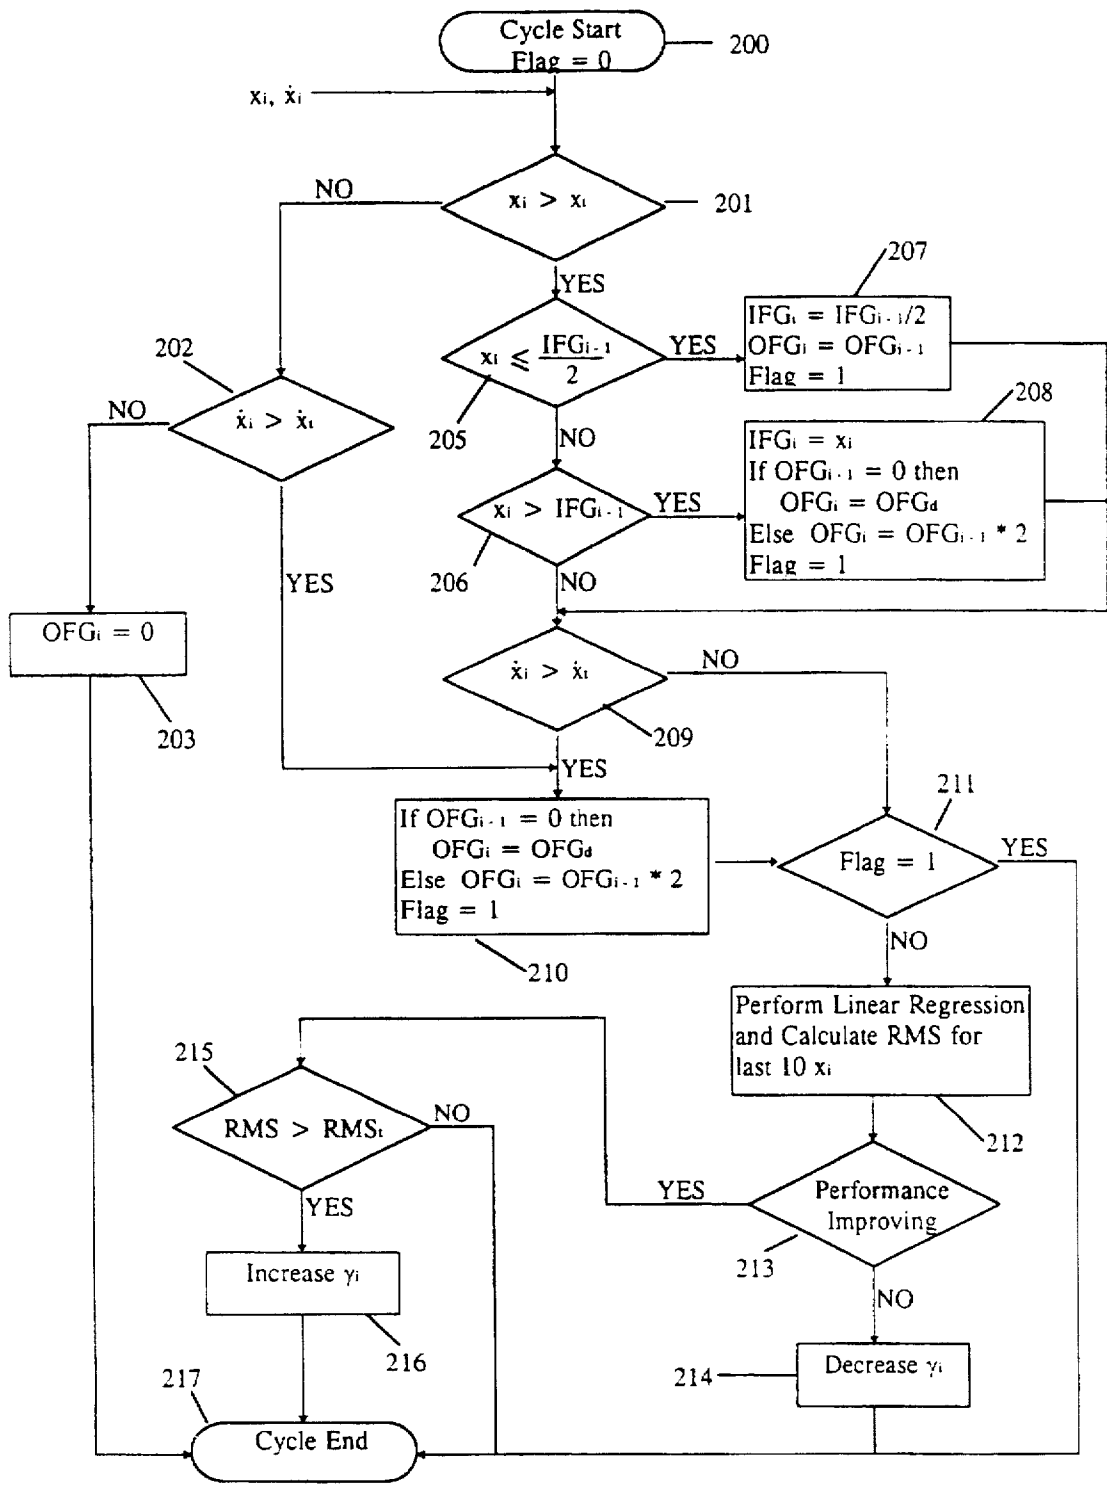 Cycle Start
Flag = 0
200
xi, ẋi
NO
xi > xt
201
YES
207
IFGi = IFGi-1/2
OFGi = OFGi-1
Flag = 1
xi ⩽ IFGi-1
2
YES
205
202
NO
ẋi > ẋt
NO
208
IFGi = xi
If OFGi-1 = 0 then
OFGi = OFGd
Else OFGi = OFGi-1 * 2
Flag = 1
xi > IFGi-1
YES
206
YES
NO
OFGi = 0
203
ẋi > ẋt
NO
209
YES
211
If OFGi-1 = 0 then
OFGi = OFGd
Else OFGi = OFGi-1 * 2
Flag = 1
210
Flag = 1
YES
NO
Perform Linear Regression
and Calculate RMS for
last 10 xi
212
215
RMS > RMSt
NO
YES
Performance
Improving
213
YES
NO
Increase γi
216
214
Decrease γi
217
Cycle End